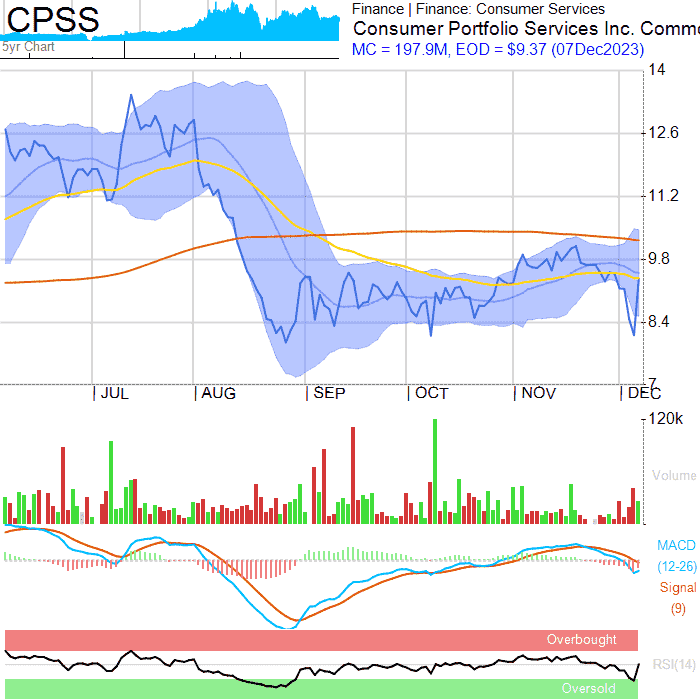 CPSS
5yr Chart
Finance | Finance: Consumer Services
Consumer Portfolio Services Inc. Commo
MC = 197.9M, EOD = $9.37 (07Dec2023)
14
12.6
11.2
9.8
8.4
7
JUL AUG SEP OCT NOV DEC
120k
Volume
MACD
(12-26)
Signal
(9)
Overbought
RSI(14)
Oversold